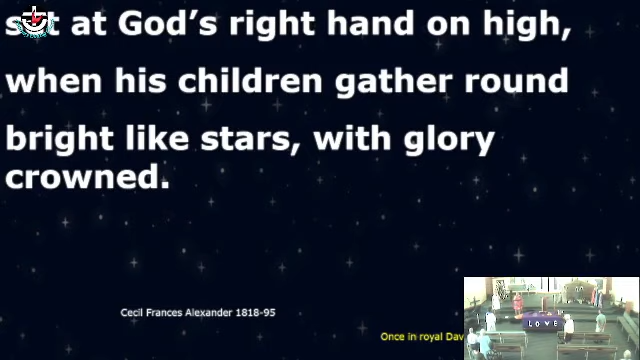 at God's right hand on high,
when his children gather round
bright like stars, with glory
crowned.
Cecil Frances Alexander 1818-95
Once in royal Dav
LOVE